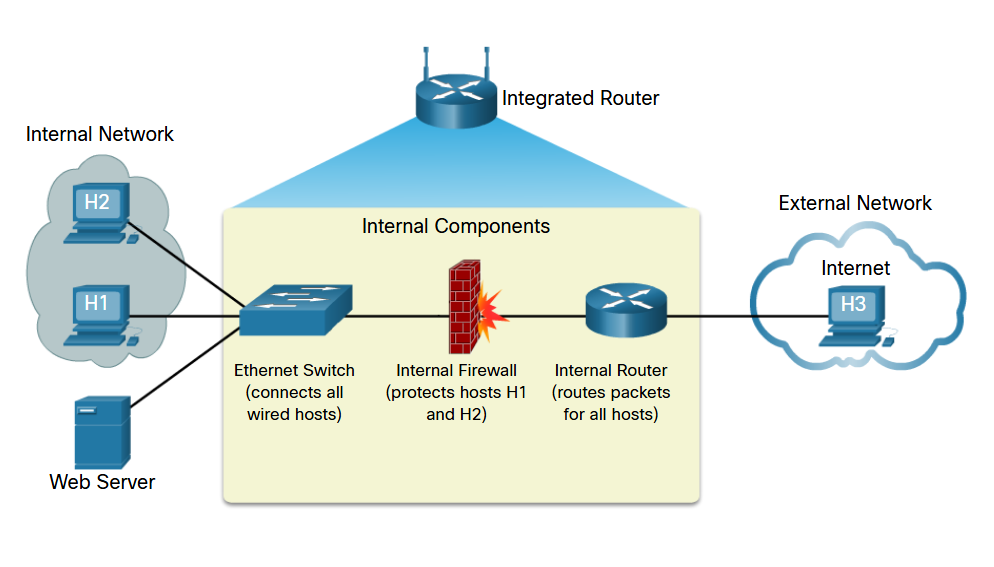 Integrated Router
Internal Network
H2
H1
Web Server
Internal Components
Ethernet Switch
(connects all
wired hosts)
Internal Firewall
(protects hosts H1
and H2)
Internal Router
(routes packets
for all hosts)
External Network
Internet
H3